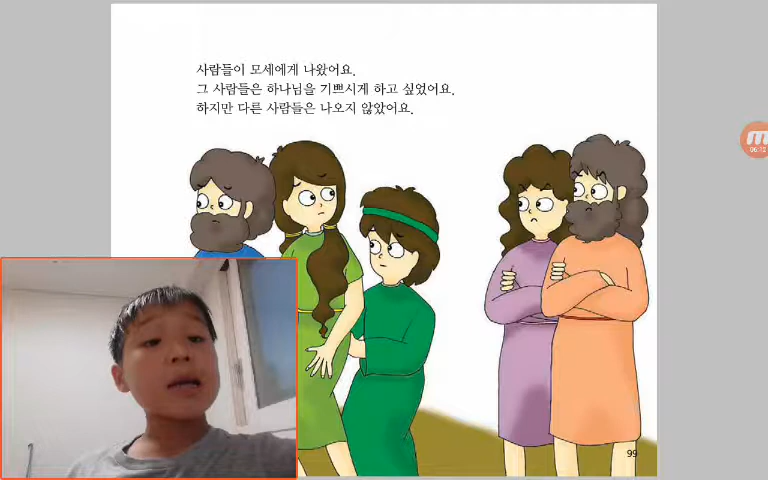 사람들이 모세에게 나왔어요.
그 사람들은 하나님을 기쁘시게 하고 싶었어요.
하지만 다른 사람들은 나오지 않았어요.
99